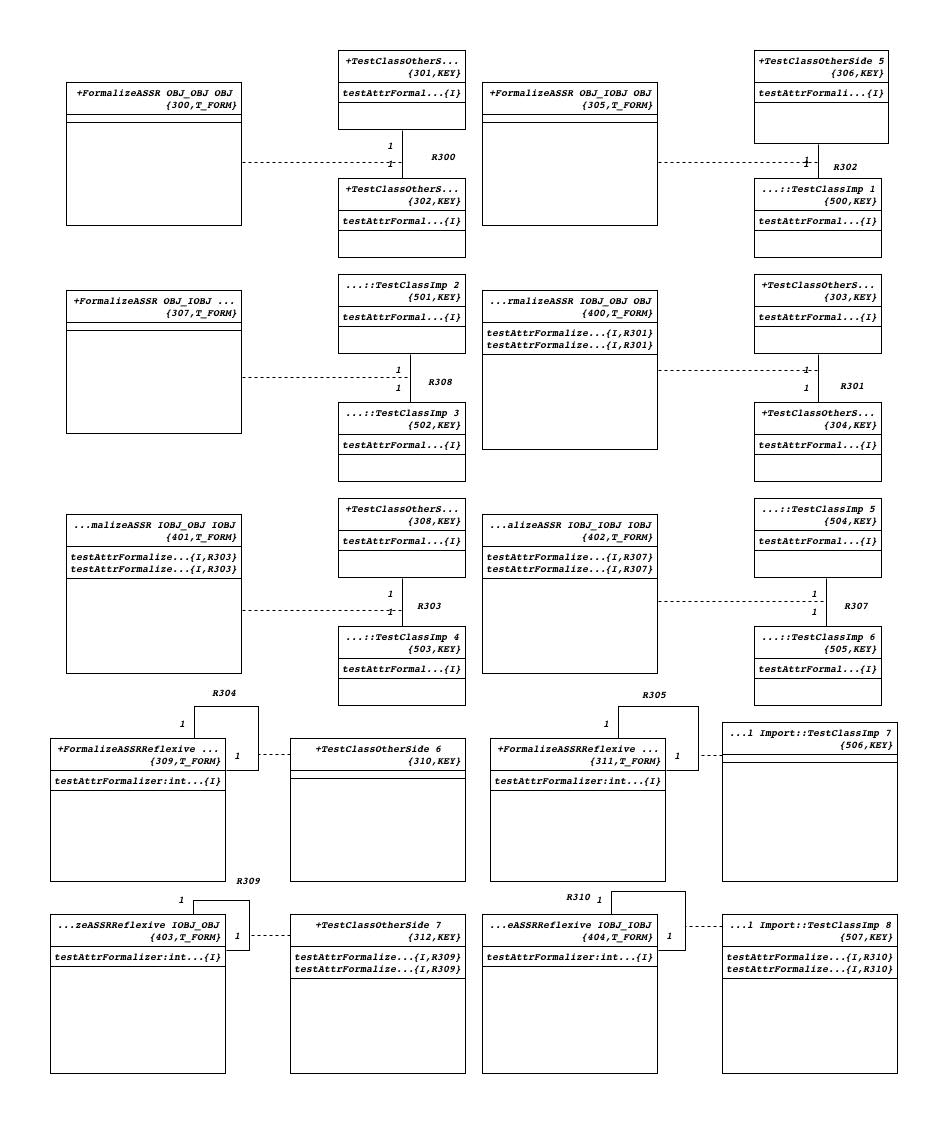 +TestClassOtherS...
{301,KEY}
testAttrFormal...{I}
+FormalizeASSR OBJ_OBJ OBJ
{300,T_FORM}
1
R300
1
+TestClassOtherS...
{302,KEY}
testAttrFormal...{I}
+TestClassOtherSide 5
{306,KEY}
testAttrFormali...{I}
+FormalizeASSR OBJ_IOBJ OBJ
{305,T_FORM}
1
1
R302
...::TestClassImp 1
{500,KEY}
testAttrFormal...{I}
+FormalizeASSR OBJ_IOBJ ...
{307,T_FORM}
...::TestClassImp 2
{501,KEY}
testAttrFormal...{I}
1
1
R308
...::TestClassImp 3
{502,KEY}
testAttrFormal...{I}
...rmalizeASSR IOBJ_OBJ OBJ
{400,T_FORM}
testAttrFormalize...{I,R301}
testAttrFormalize...{I,R301}
+TestClassOtherS...
{303,KEY}
testAttrFormal...{I}
1
1
R301
+TestClassOtherS...
{304,KEY}
testAttrFormal...{I}
...malizeASSR IOBJ_OBJ IOBJ
{401,T_FORM}
testAttrFormalize...{I,R303}
testAttrFormalize...{I,R303}
+TestClassOtherS...
{308,KEY}
testAttrFormal...{I}
1
R303
1
...::TestClassImp 4
{503,KEY}
testAttrFormal...{I}
...alizeASSR IOBJ_IOBJ IOBJ
{402,T_FORM}
testAttrFormalize...{I,R307}
testAttrFormalize...{I,R307}
...::TestClassImp 5
{504,KEY}
testAttrFormal...{I}
1
R307
1
...::TestClassImp 6
{505,KEY}
testAttrFormal...{I}
R304
1
1
+FormalizeASSRReflexive ...
{309,T_FORM}
testAttrFormalizer:int...{I}
+TestClassOtherSide 6
{310,KEY}
R305
1
1
+FormalizeASSRReflexive ...
{311,T_FORM}
testAttrFormalizer:int...{I}
...l Import::TestClassImp 7
{506,KEY}
R309
1
1
...zeASSRReflexive IOBJ_OBJ
{403,T_FORM}
testAttrFormalizer:int...{I}
+TestClassOtherSide 7
{312,KEY}
testAttrFormalize...{I,R309}
testAttrFormalize...{I,R309}
R310
1
1
...eASSRReflexive IOBJ_IOBJ
{404,T_FORM}
testAttrFormalizer:int...{I}
...l Import::TestClassImp 8
{507,KEY}
testAttrFormalize...{I,R310}
testAttrFormalize...{I,R310}